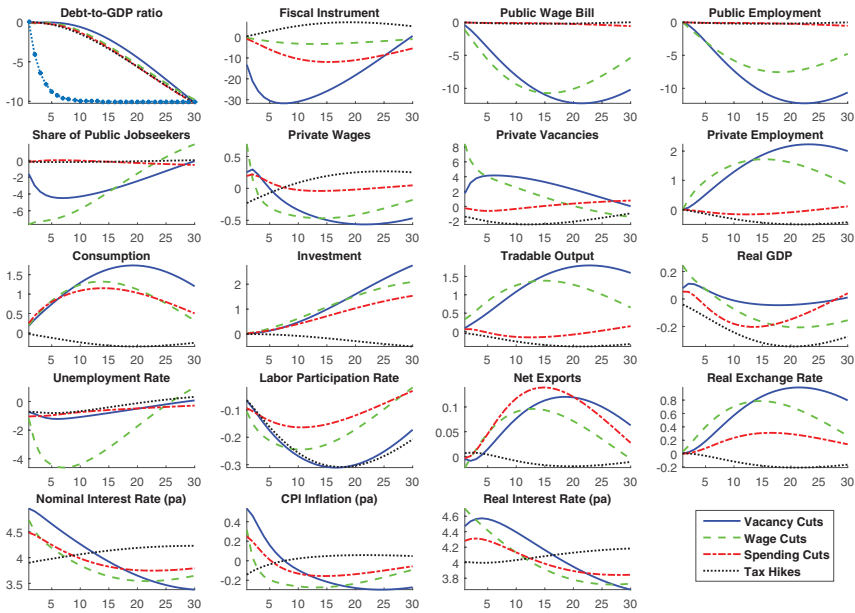 Debt-to-GDP ratio
0
-5
-10
5 10 15 20 25 30
Fiscal Instrument
0
-10
-20
-30
5 10 15 20 25 30
Public Wage Bill
0
-5
-10
5 10 15 20 25 30
Public Employment
0
-5
-10
5 10 15 20 25 30
Share of Public Jobseekers
0
-2
-4
-6
5 10 15 20 25 30
Private Wages
0.5
0
-0.5
5 10 15 20 25 30
Private Vacancies
8
6
4
2
0
-2
5 10 15 20 25 30
Private Employment
2
1
0
5 10 15 20 25 30
Consumption
1.5
1
0.5
0
5 10 15 20 25 30
Investment
2
1
0
5 10 15 20 25 30
Tradable Output
1.5
1
0.5
0
5 10 15 20 25 30
Real GDP
0.2
0
-0.2
5 10 15 20 25 30
Unemployment Rate
0
-2
-4
5 10 15 20 25 30
Labor Participation Rate
-0.1
-0.2
-0.3
5 10 15 20 25 30
Net Exports
0.1
0.05
0
5 10 15 20 25 30
Real Exchange Rate
0.8
0.6
0.4
0.2
0
-0.2
5 10 15 20 25 30
Nominal Interest Rate (pa)
4.5
4
3.5
5 10 15 20 25 30
CPI Inflation (pa)
0.4
0.2
0
-0.2
5 10 15 20 25 30
Real Interest Rate (pa)
4.6
4.4
4.2
4
3.8
5 10 15 20 25 30
Vacancy Cuts
Wage Cuts
Spending Cuts
Tax Hikes